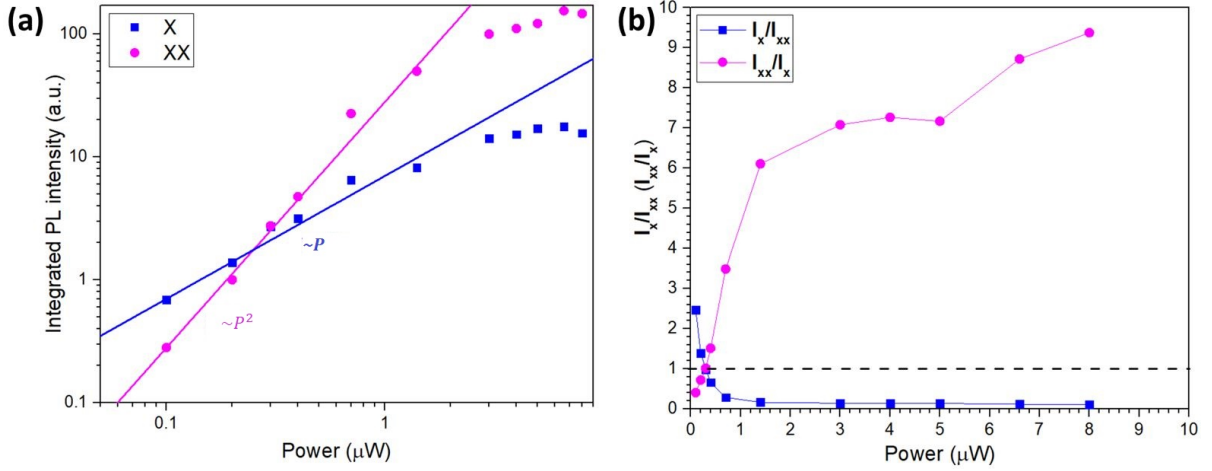 (a)
X
XX
100
10
1
0.1
Integrated PL intensity (a.u.)
~P
~P²
0.1
1
Power (μW)
(b)
Iₓ/Iₓₓ
Iₓₓ/Iₓ
10
9
8
7
6
5
4
3
2
1
0
Iₓ/Iₓₓ (Iₓₓ/Iₓ)
0 1 2 3 4 5 6 7 8 9 10
Power (μW)